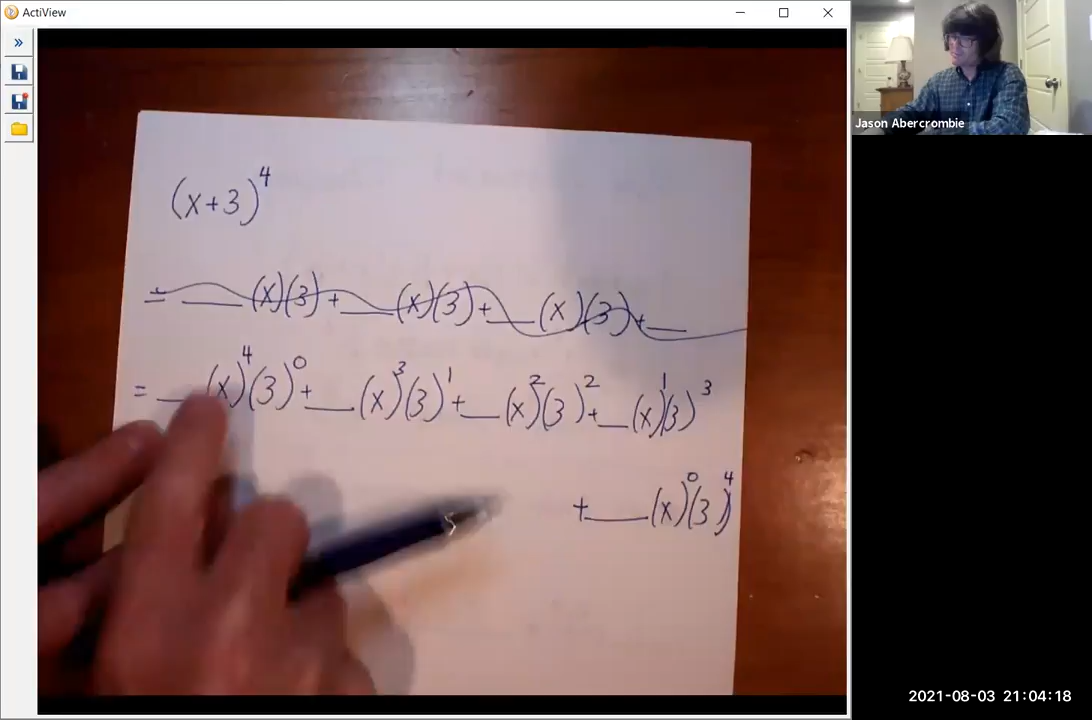 ActiView
»
Jason Abercrombie
(x+3)^4
= ___(x)(3) + ___(x)(3) + ___(x)(3) + ___
= ___(x)^4(3)^0 + ___(x)^3(3)^1 + ___(x)^2(3)^2 + ___(x)^1(3)^3
+ ___(x)^0(3)^4
2021-08-03 21:04:18